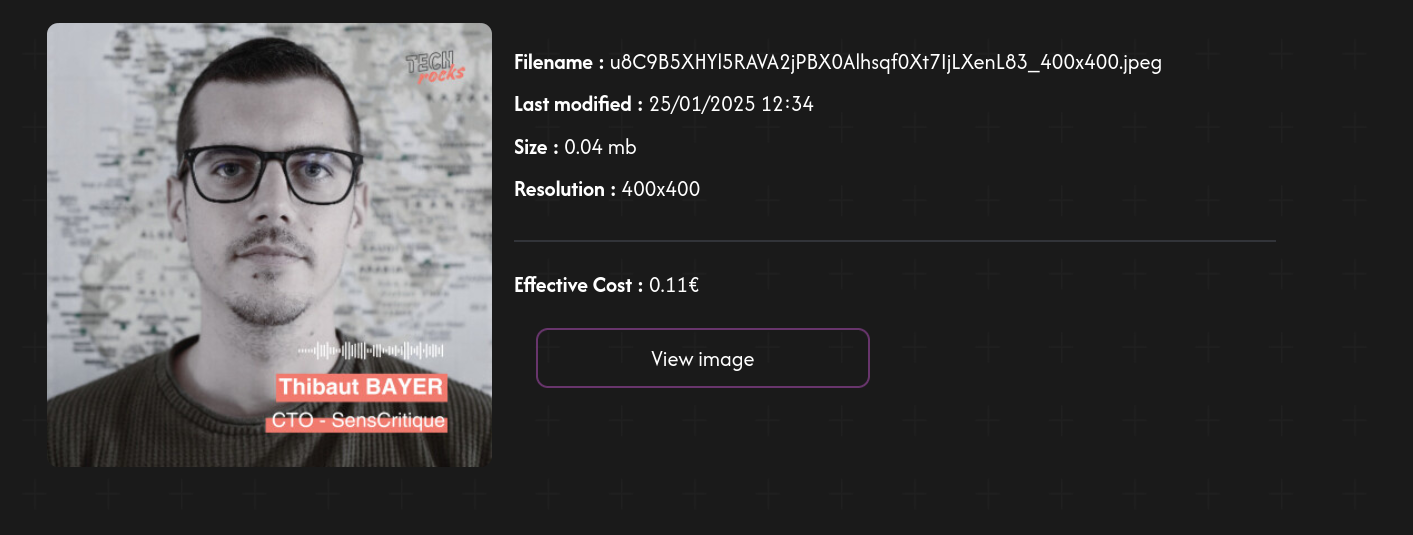 TECH
rocks
Thibaut BAYER
CTO - SensCritique
Filename : u8C9B5XHYl5RAVA2jPBX0Alhsqf0Xt7IjLXenL83_400x400.jpeg
Last modified : 25/01/2025 12:34
Size : 0.04 mb
Resolution : 400x400
Effective Cost : 0.11€
View image